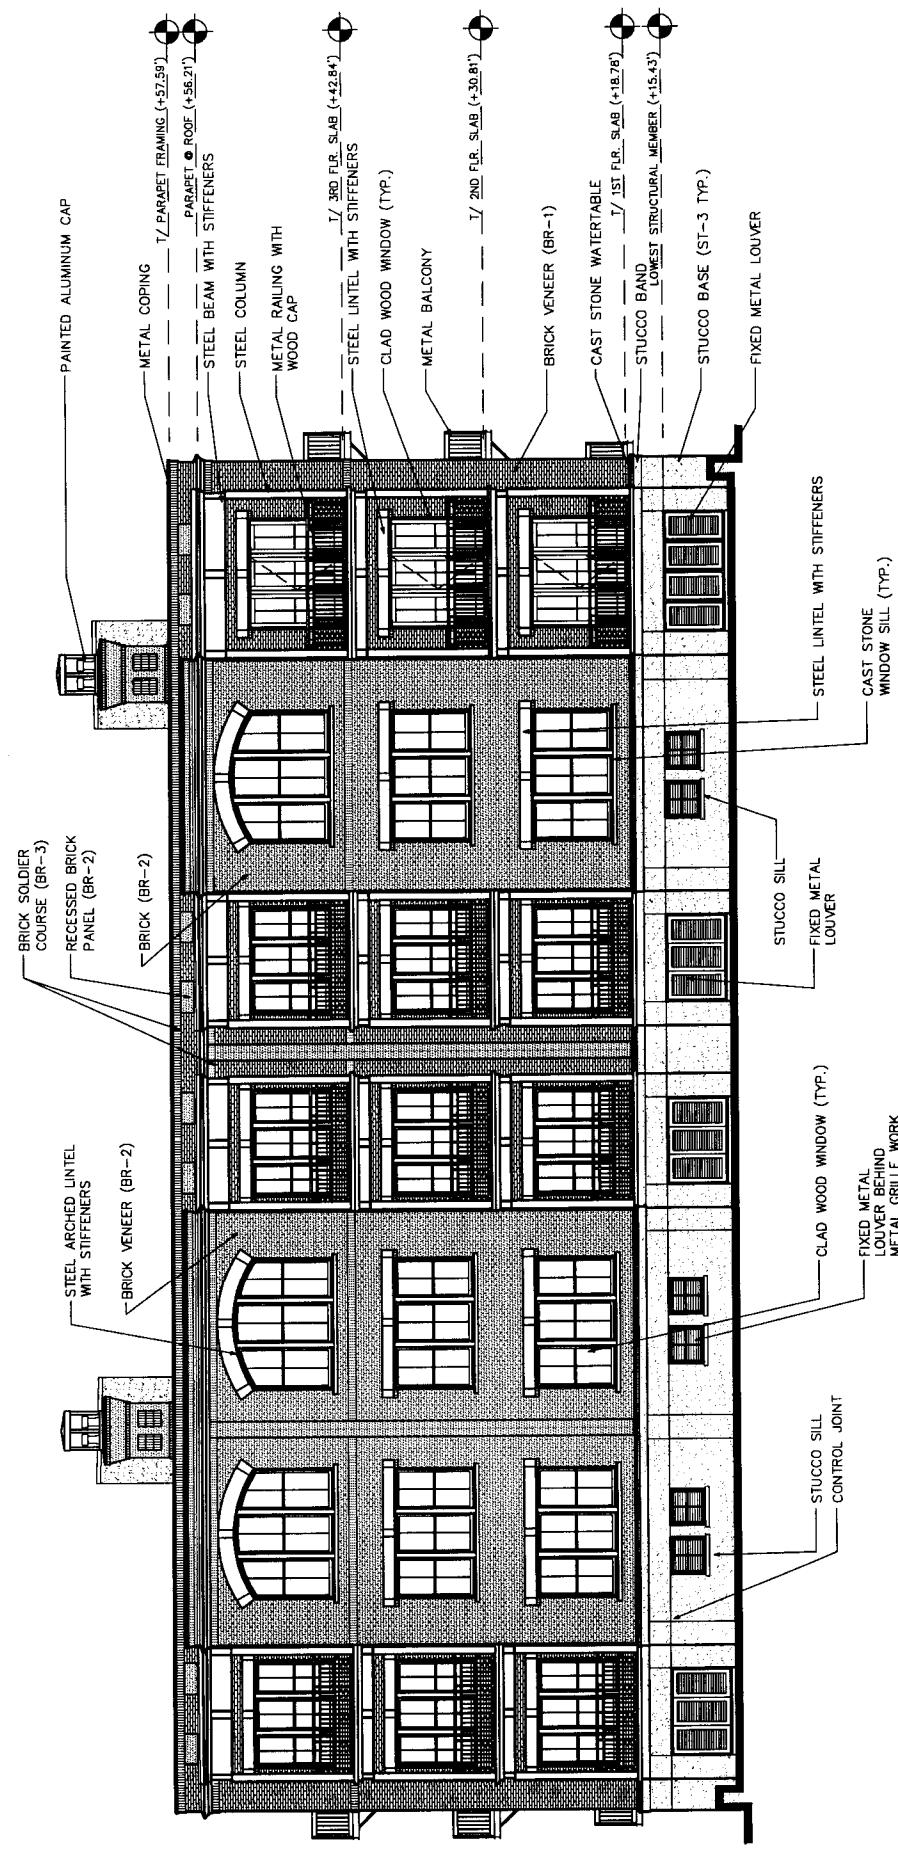 PAINTED ALUMINUM CAP
T/ PARAPET FRAMING (+57.59')
METAL COPING
PARAPET @ ROOF (+56.21')
STEEL BEAM WITH STIFFENERS
STEEL COLUMN
METAL RAILING WITH
WOOD CAP
T/ 3RD FLR. SLAB (+42.84')
STEEL LINTEL WITH STIFFENERS
CLAD WOOD WINDOW (TYP.)
METAL BALCONY
T/ 2ND FLR. SLAB (+30.81')
BRICK VENEER (BR-1)
CAST STONE WATERTABLE
T/ 1ST FLR. SLAB (+18.78')
STUCCO BAND
LOWEST STRUCTURAL MEMBER (+15.43')
STUCCO BASE (ST-3 TYP.)
FIXED METAL LOUVER
BRICK SOLDIER
COURSE (BR-3)
RECESSED BRICK
PANEL (BR-2)
BRICK (BR-2)
STEEL ARCHED LINTEL
WITH STIFFENERS
BRICK VENEER (BR-2)
STEEL LINTEL WITH STIFFENERS
CAST STONE
WINDOW SILL (TYP.)
STUCCO SILL
FIXED METAL
LOUVER
CLAD WOOD WINDOW (TYP.)
FIXED METAL
LOUVER BEHIND
METAL GRILLE WORK
STUCCO SILL
CONTROL JOINT